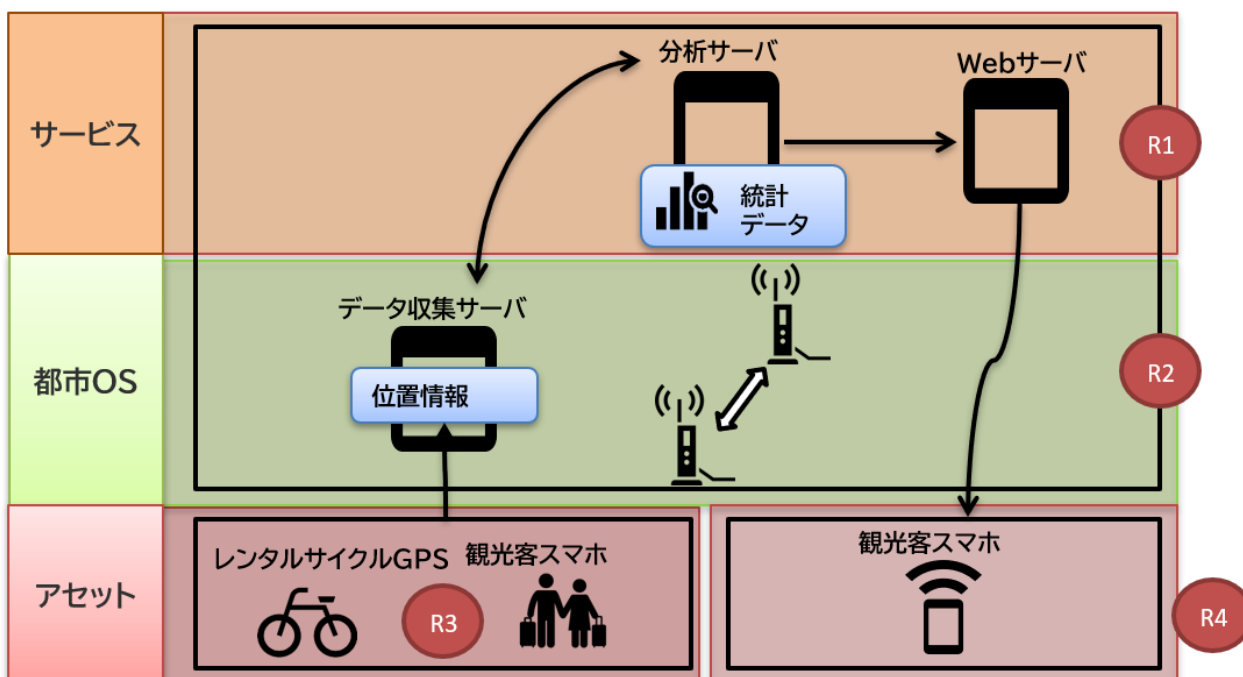 サービス
分析サーバ
Webサーバ
統計
データ
R1
都市OS
データ収集サーバ
位置情報
R2
アセット
レンタルサイクルGPS
観光客スマホ
R3
観光客スマホ
R4